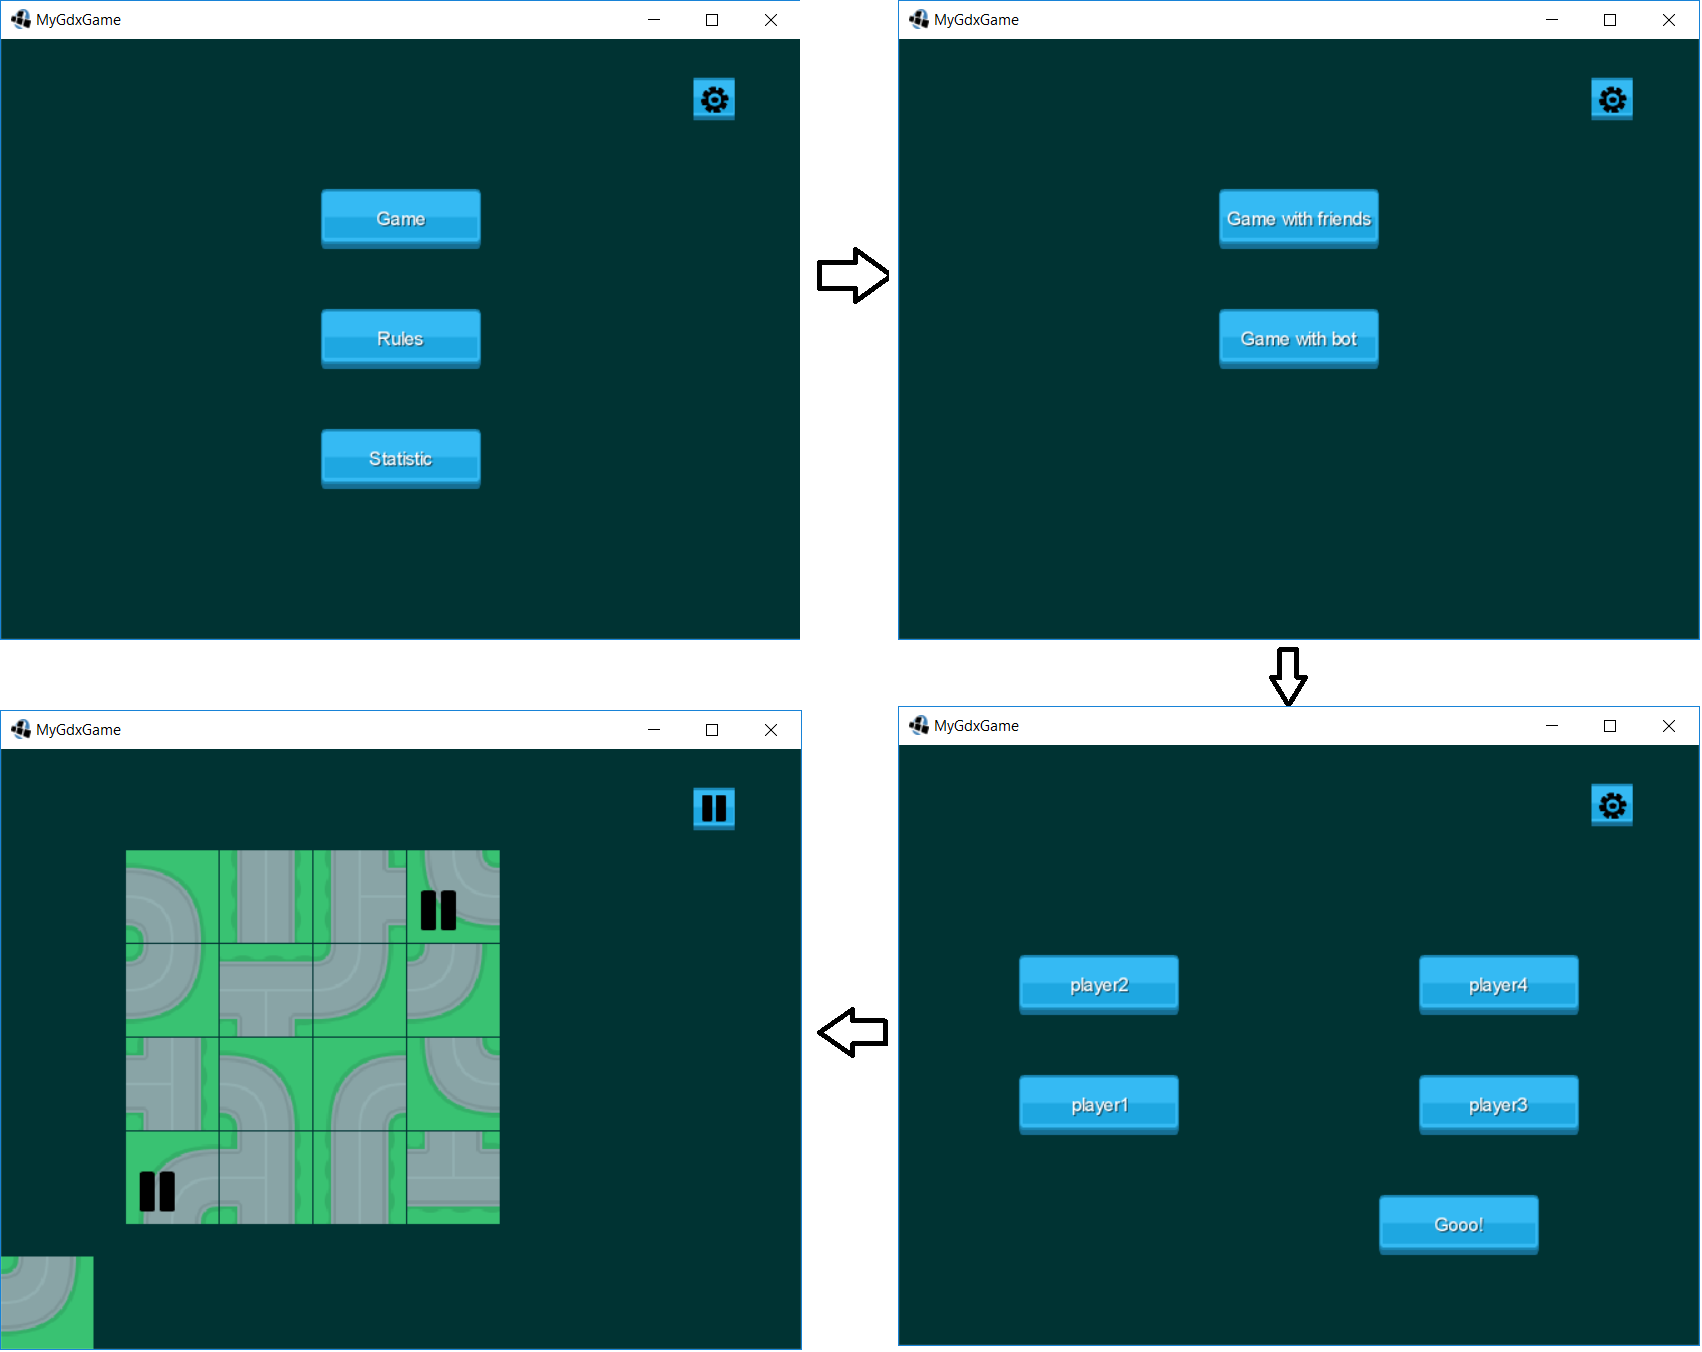 MyGdxGame
Game
Rules
Statistic
MyGdxGame
Game with friends
Game with bot
MyGdxGame
player2
player4
player1
player3
Gooo!
MyGdxGame